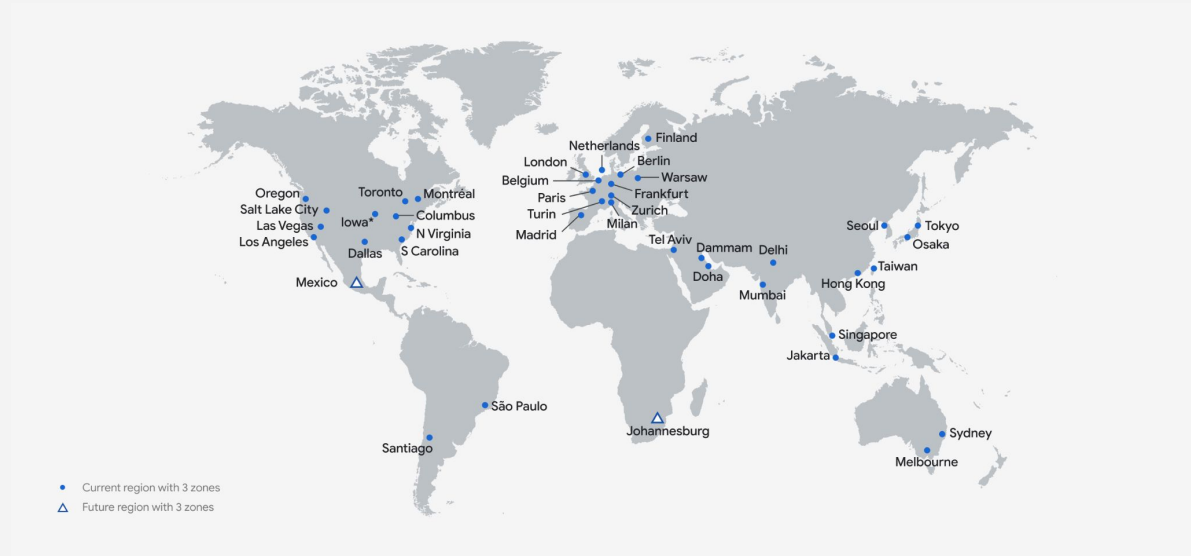 Finland
Netherlands
London
Berlin
Belgium
Warsaw
Paris
Frankfurt
Turin
Zurich
Milan
Madrid
Oregon
Toronto
Montréal
Salt Lake City
Iowa*
Columbus
Las Vegas
N Virginia
Los Angeles
Dallas
S Carolina
Mexico
Tel Aviv
Dammam
Delhi
Doha
Mumbai
Seoul
Tokyo
Osaka
Taiwan
Hong Kong
Singapore
Jakarta
São Paulo
Santiago
Johannesburg
Sydney
Melbourne
Current region with 3 zones
Future region with 3 zones